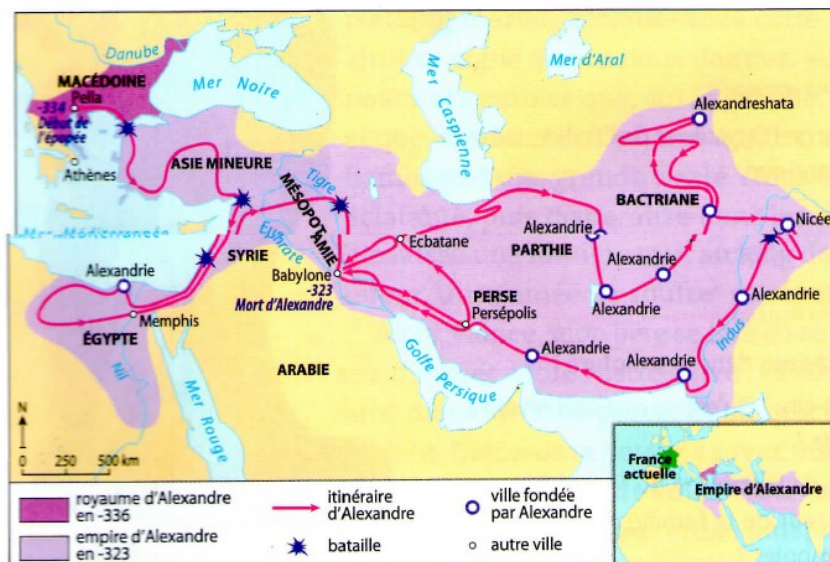 Danube
Mer Noire
Mer d'Aral
MACÉDOINE
Pella
-334
Début de
l'épopée
Mer Caspienne
Alexandreshata
ASIE MINEURE
Athènes
Tigre
MÉSOPOTAMIE
BACTRIANE
Nicée
Mer Méditerranée
Euphrate
SYRIE
Ecbatane
Alexandrie
PARTHIE
Alexandrie
Babylone
-323
Mort d'Alexandre
Alexandrie
Alexandrie
Alexandrie
Memphis
ÉGYPTE
PERSE
Persépolis
Indus
Alexandrie
Alexandrie
ARABIE
Golfe Persique
Nil
Mer Rouge
N
0 250 500 km
France
actuelle
Empire d'Alexandre
royaume d'Alexandre
en -336
empire d'Alexandre
en -323
itinéraire
d'Alexandre
bataille
ville fondée
par Alexandre
autre ville